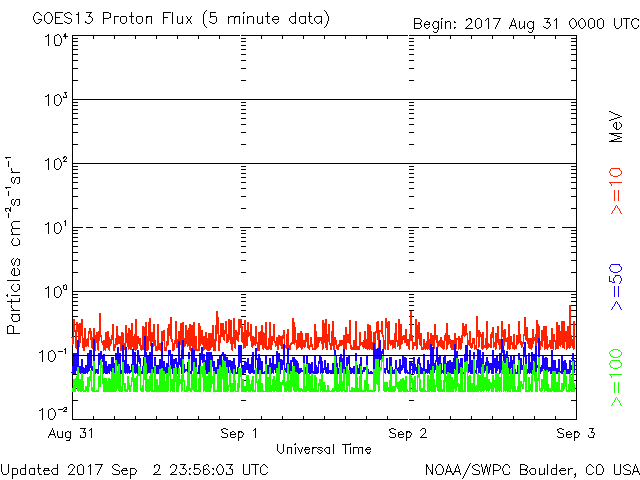 GOES13 Proton Flux (5 minute data)
Begin: 2017 Aug 31 0000 UTC
10⁴
10³
10²
10¹
10⁰
10⁻¹
10⁻²
Particles cm⁻²s⁻¹sr⁻¹
MeV
>=10
>=50
>=100
Aug 31 Sep 1 Sep 2 Sep 3
Universal Time
Updated 2017 Sep 2 23:56:03 UTC
NOAA/SWPC Boulder, CO USA